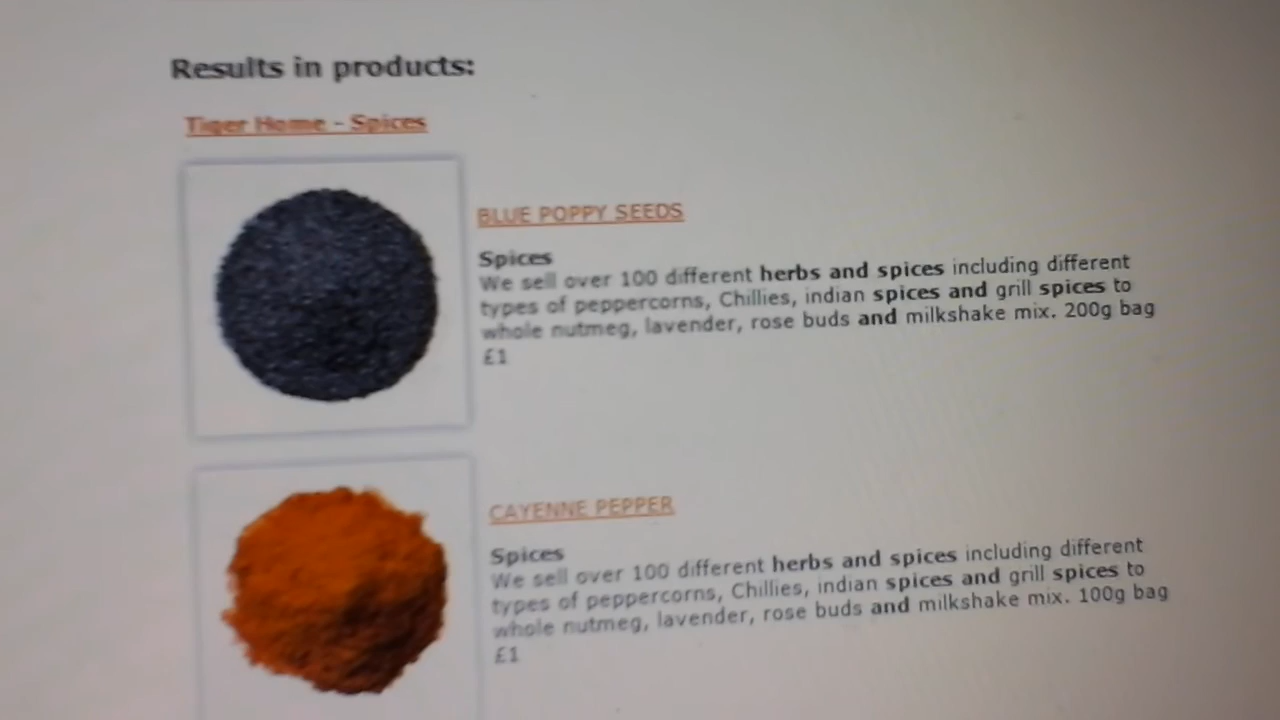 Results in products:
Tiger Home - Spices
BLUE POPPY SEEDS
Spices
We sell over 100 different herbs and spices including different
types of peppercorns, Chillies, indian spices and grill spices to
whole nutmeg, lavender, rose buds and milkshake mix. 200g bag
£1
CAYENNE PEPPER
Spices
We sell over 100 different herbs and spices including different
types of peppercorns, Chillies, indian spices and grill spices to
whole nutmeg, lavender, rose buds and milkshake mix. 100g bag
£1